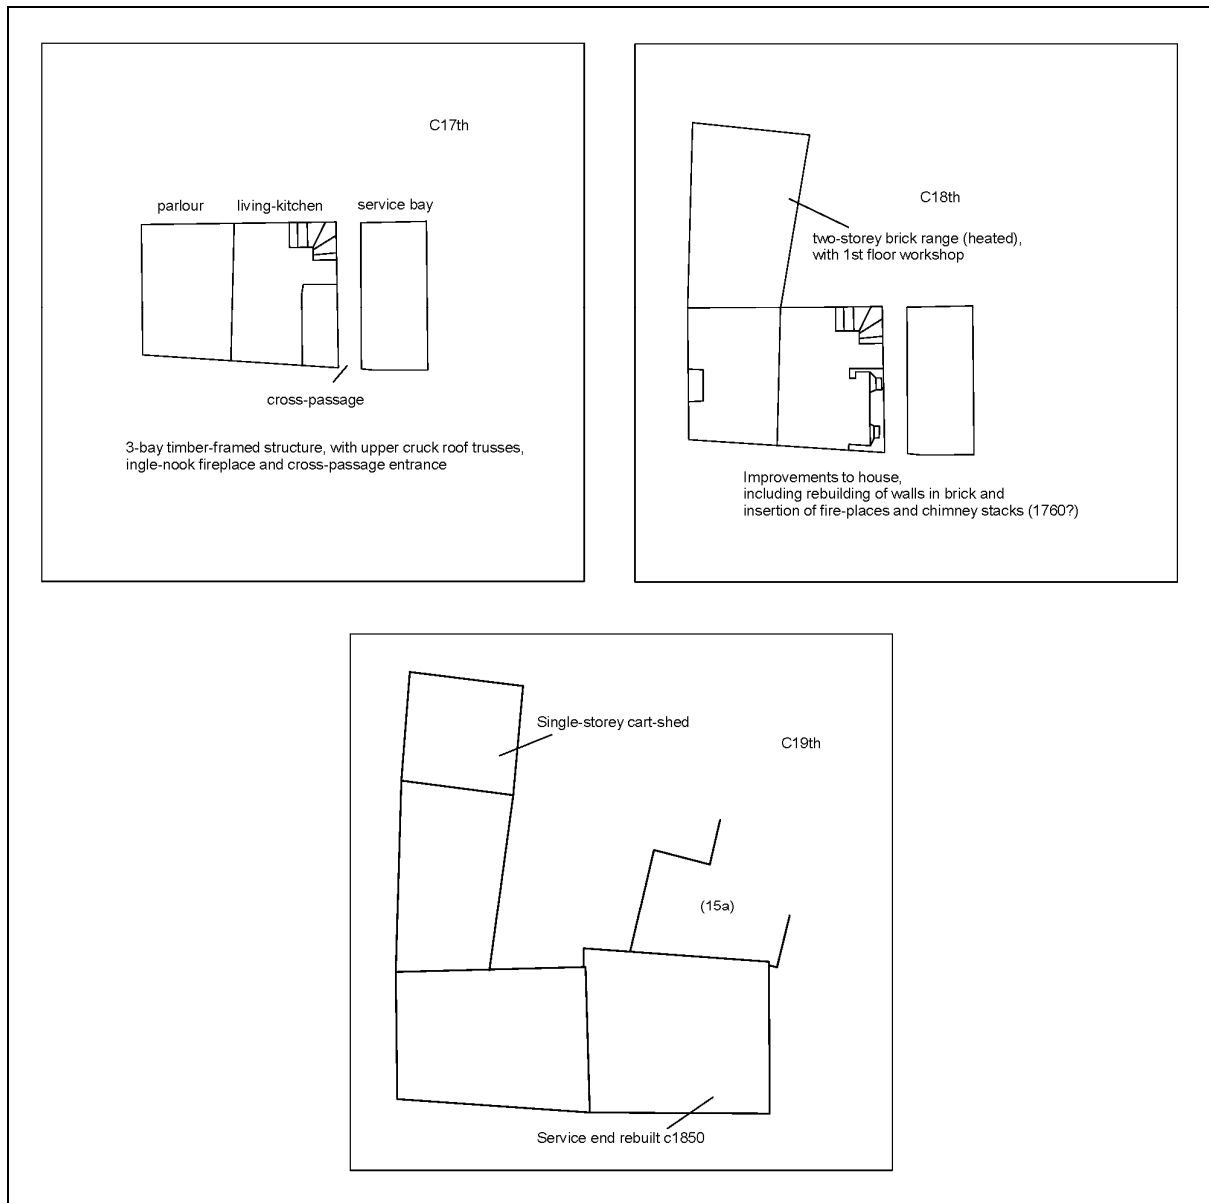 C17th
parlour
living-kitchen
service bay
cross-passage
3-bay timber-framed structure, with upper cruck roof trusses,
ingle-nook fireplace and cross-passage entrance
C18th
two-storey brick range (heated),
with 1st floor workshop
Improvements to house,
including rebuilding of walls in brick and
insertion of fire-places and chimney stacks (1760?)
Single-storey cart-shed
C19th
(15a)
Service end rebuilt c1850